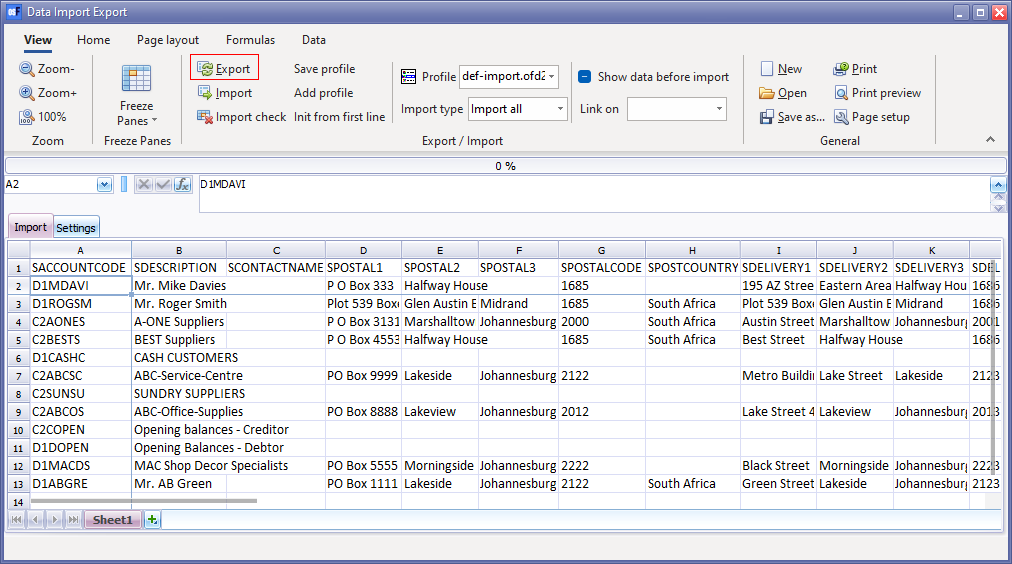 Data Import Export
View Home Page layout Formulas Data
Zoom- Export Save profile Profile def-import.ofd2 Show data before import New Print
Zoom+ Freeze Panes Import Add profile Open Print preview
100% Import check Init from first line Import type Import all Link on Save as... Page setup
Zoom Freeze Panes Export / Import General
0 %
A2 fx D1MDAVI
Import Settings
A B C D E F G H I J K
1 SACCOUNTCODE SDESCRIPTION SCONTACTNAME SPOSTAL1 SPOSTAL2 SPOSTAL3 SPOSTALCODE SPOSTCOUNTRY SDELIVERY1 SDELIVERY2 SDELIVERY3 SDEL
2 D1MDAVI Mr. Mike Davies P O Box 333 Halfway House 1685 195 AZ Stree Eastern Area Halfway Hou 1685
3 D1ROGSM Mr. Roger Smith Plot 539 Boxe Glen Austin E Midrand 1685 South Africa Plot 539 Boxe Glen Austin E Midrand 1685
4 C2AONES A-ONE Suppliers P O Box 3131 Marshalltow Johannesburg 2000 South Africa Austin Street Marshalltow Johannesburg 2001
5 C2BESTS BEST Suppliers P O Box 4553 Halfway House 1685 South Africa Best Street Halfway House 1685
6 D1CASHC CASH CUSTOMERS
7 C2ABCSC ABC-Service-Centre PO Box 9999 Lakeside Johannesburg 2122 Metro Buildi Lake Street Lakeside 2123
8 C2SUNSU SUNDRY SUPPLIERS
9 C2ABCOS ABC-Office-Supplies PO Box 8888 Lakeview Johannesburg 2012 Lake Street 4 Lakeview Johannesburg 2013
10 C2COPEN Opening balances - Creditor
11 D1DOPEN Opening Balances - Debtor
12 D1MACDS MAC Shop Decor Specialists PO Box 5555 Morningside Johannesburg 2222 Black Street Morningside Johannesburg 2223
13 D1ABGRE Mr. AB Green PO Box 1111 Lakeside Johannesburg 2122 South Africa Green Street Lakeside Johannesburg 2123
14
Sheet1